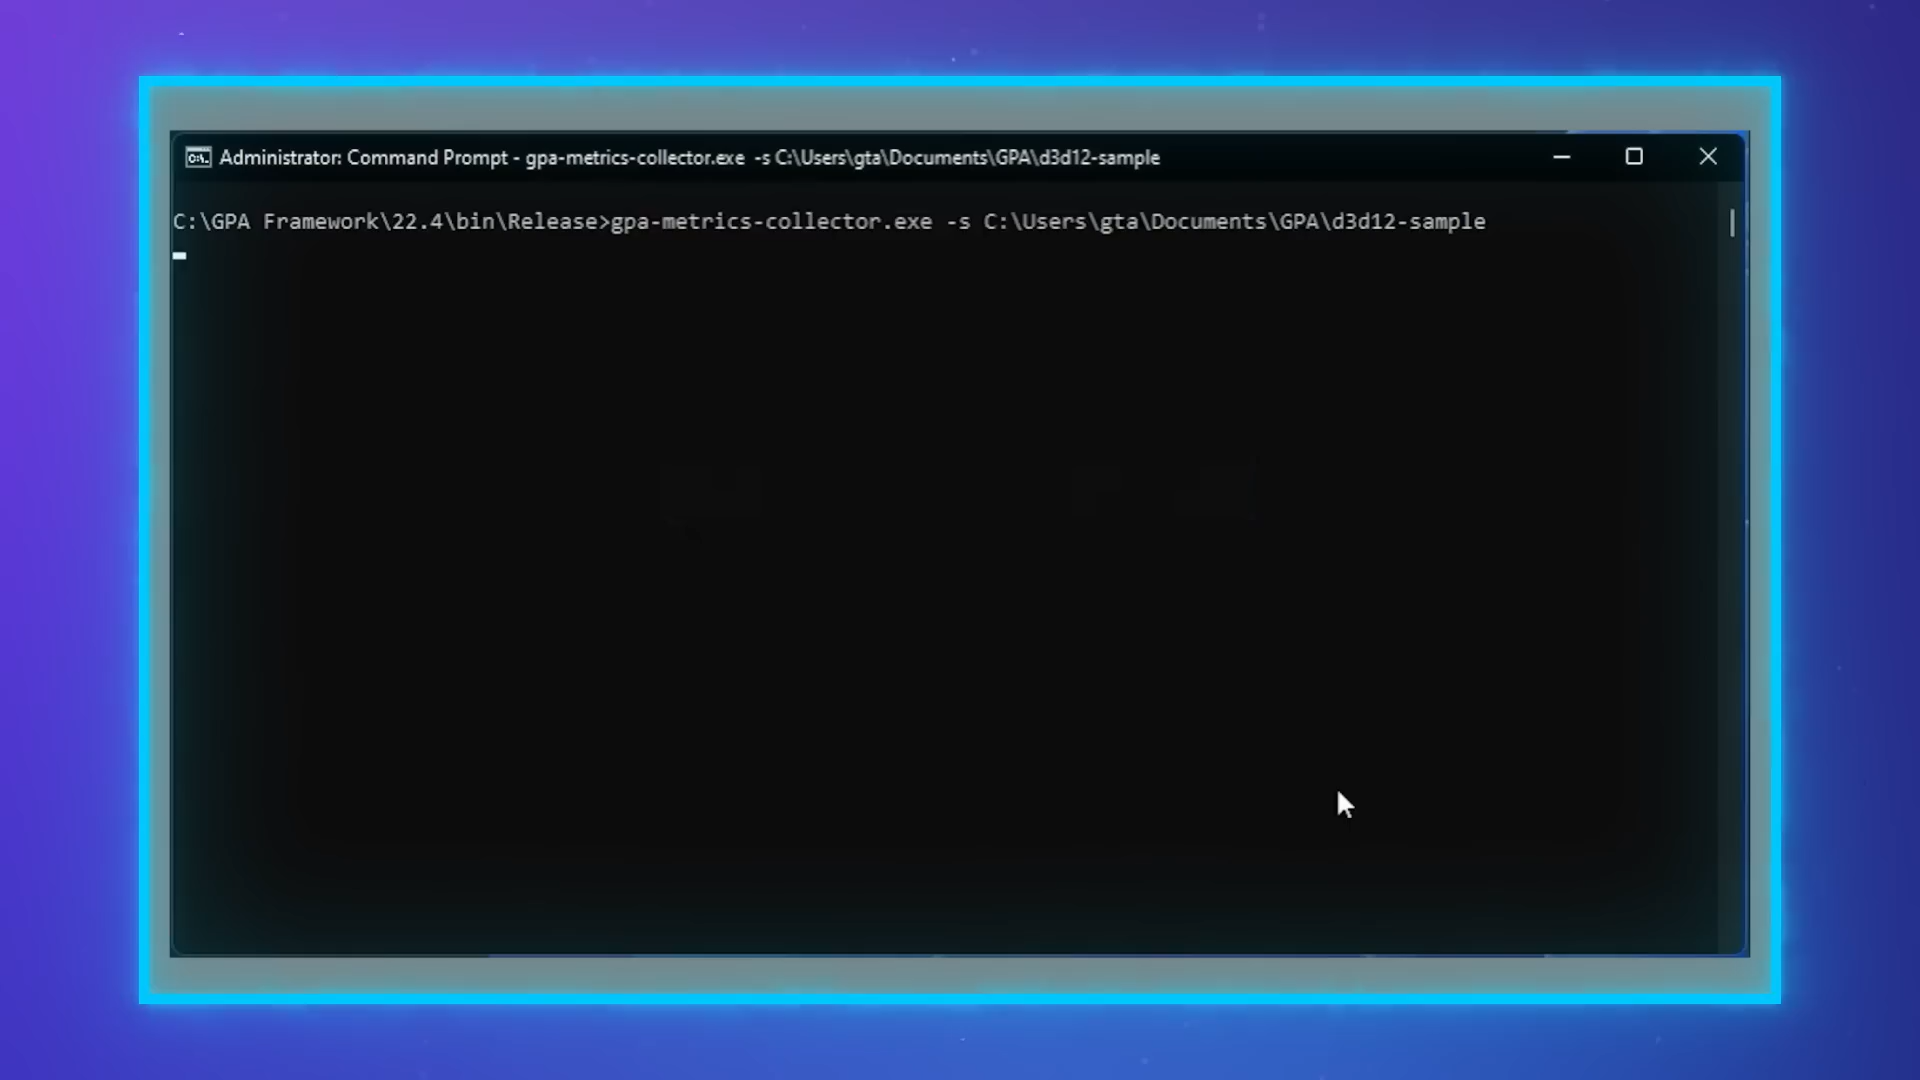 Administrator: Command Prompt - gpa-metrics-collector.exe  -s C:\Users\gta\Documents\GPA\d3d12-sample
C:\GPA Framework\22.4\bin\Release>gpa-metrics-collector.exe -s C:\Users\gta\Documents\GPA\d3d12-sample